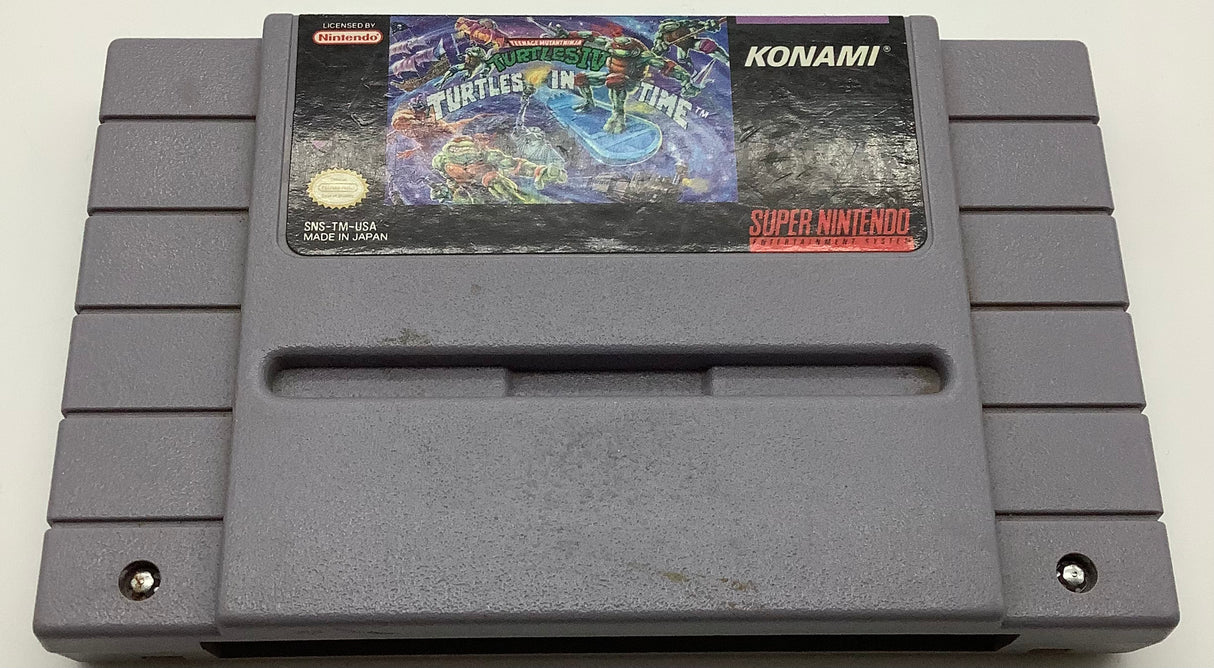 LICENSED BY
Nintendo
TEENAGE MUTANT NINJA
TURTLES IV
TURTLES IN TIME™
KONAMI®
SNS-TM-USA
MADE IN JAPAN
SUPER NINTENDO
ENTERTAINMENT SYSTEM